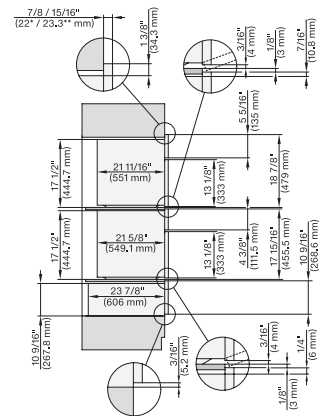 7/8 / 15/16"
(22* / 23.3** mm)
1 3/8"
(34.3 mm)
3/16"
(4 mm)
1/8"
(3 mm)
7/16"
(10.8 mm)
5 5/16"
(135 mm)
17 1/2"
(444.7 mm)
21 11/16"
(551 mm)
13 1/8"
(333 mm)
18 7/8"
(479 mm)
17 1/2"
(444.7 mm)
21 5/8"
(549.1 mm)
13 1/8"
(333 mm)
4 3/8"
(111.5 mm)
17 15/16"
(455.5 mm)
10 9/16"
(268.6 mm)
23 7/8"
(606 mm)
10 9/16"
(267.8 mm)
3/16"
(5.2 mm)
3/16"
(4 mm)
1/4"
(6 mm)
1/8"
(3 mm)